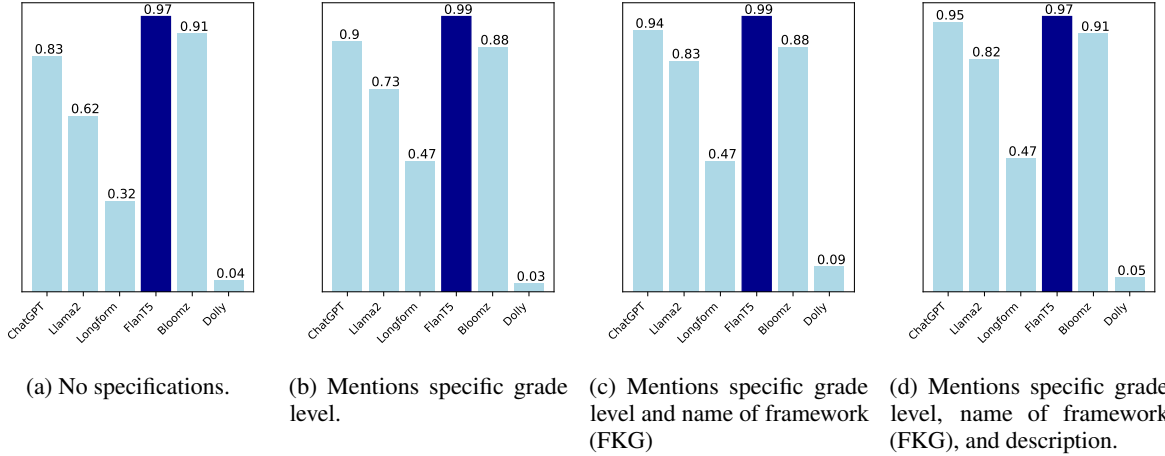 0.83
0.62
0.32
0.97
0.91
0.04
ChatGPT
Llama2
Longform
FlanT5
Bloomz
Dolly
(a) No specifications.
0.9
0.73
0.47
0.99
0.88
0.03
ChatGPT
Llama2
Longform
FlanT5
Bloomz
Dolly
(b) Mentions specific grade
level.
0.94
0.83
0.47
0.99
0.88
0.09
ChatGPT
Llama2
Longform
FlanT5
Bloomz
Dolly
(c) Mentions specific grade
level and name of framework
(FKG)
0.95
0.82
0.47
0.97
0.91
0.05
ChatGPT
Llama2
Longform
FlanT5
Bloomz
Dolly
(d) Mentions specific grade
level, name of framework
(FKG), and description.